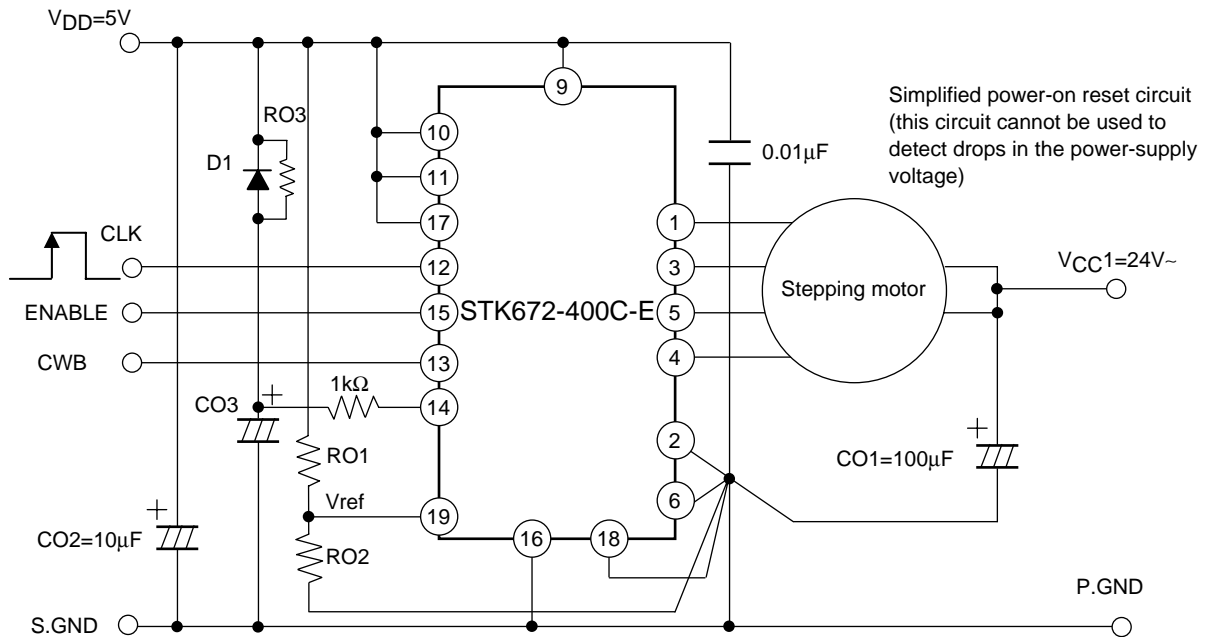 VDD=5V
9
Simplified power-on reset circuit
(this circuit cannot be used to
detect drops in the power-supply
voltage)
RO3
D1
10
11
17
0.01µF
CLK
12
1
3
5
4
Stepping motor
VCC1=24V~
ENABLE
15
STK672-400C-E
CWB
13
1kΩ
+
CO3
14
2
6
+
CO1=100µF
RO1
Vref
19
RO2
+
CO2=10µF
16
18
P.GND
S.GND